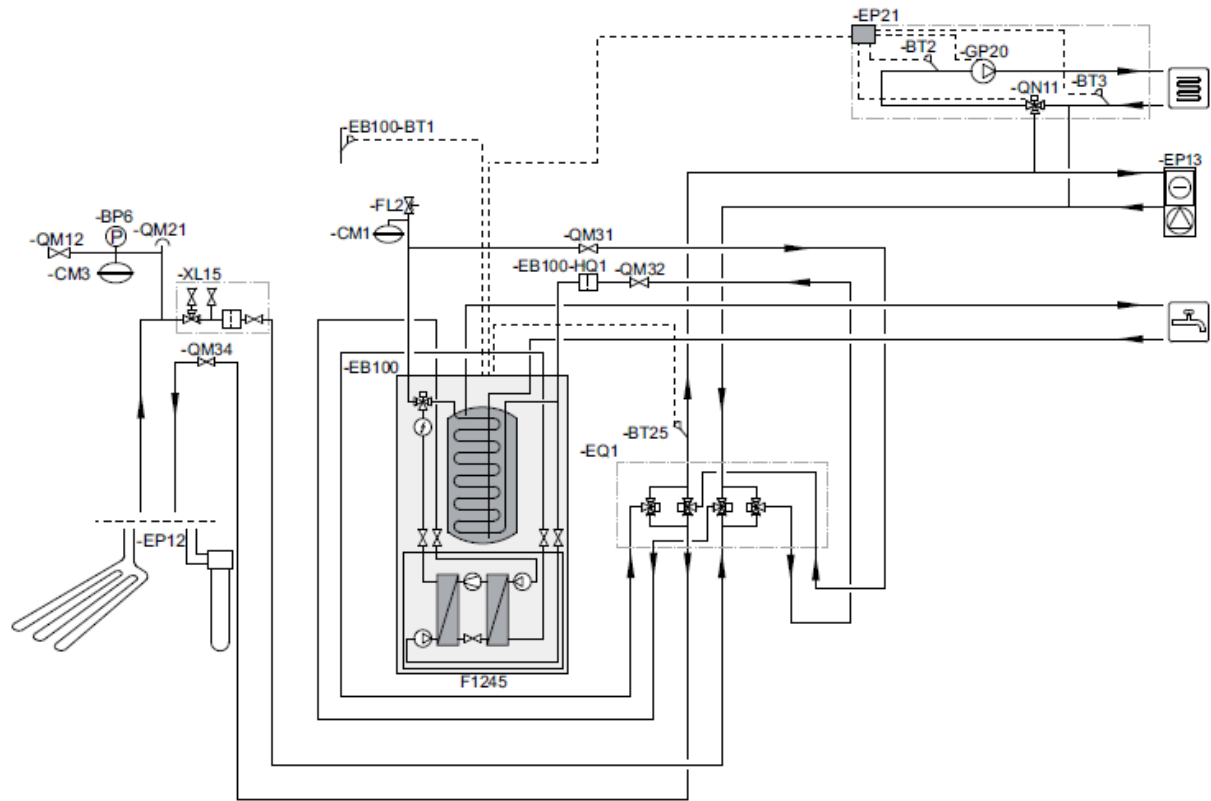 -EP21
-BT2
-GP20
-QN11
-BT3
EB100-BT1
-EP13
-FL2
-CM1
-BP6
P
-QM21
-QM12
-CM3
-QM31
-EB100-HQ1
-QM32
-XL15
-QM34
-EB100
-BT25
-EQ1
-EP12
F1245